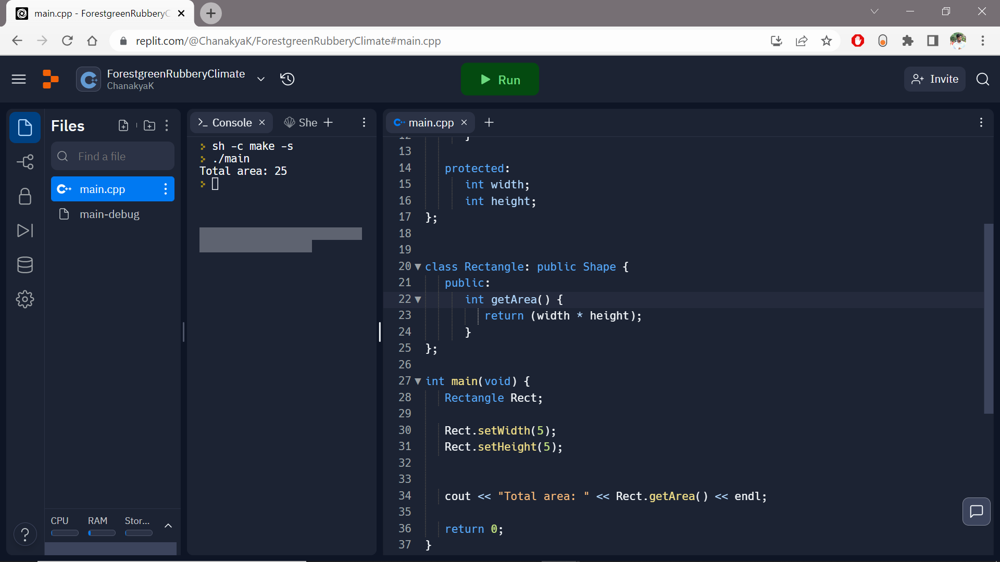 main.cpp - ForestgreenRubberyC
replit.com/@ChanakyaK/ForestgreenRubberyClimate#main.cpp
ForestgreenRubberyClimate
ChanakyaK
Run
Invite
Files
Find a file
main.cpp
main-debug
CPU RAM Stor...
Console
She
sh -c make -s
./main
Total area: 25
main.cpp
12 }
13
14 protected:
15 int width;
16 int height;
17 };
18
19
20 class Rectangle: public Shape {
21 public:
22 int getArea() {
23 return (width * height);
24 }
25 };
26
27 int main(void) {
28 Rectangle Rect;
29
30 Rect.setWidth(5);
31 Rect.setHeight(5);
32
33
34 cout << "Total area: " << Rect.getArea() << endl;
35
36 return 0;
37 }